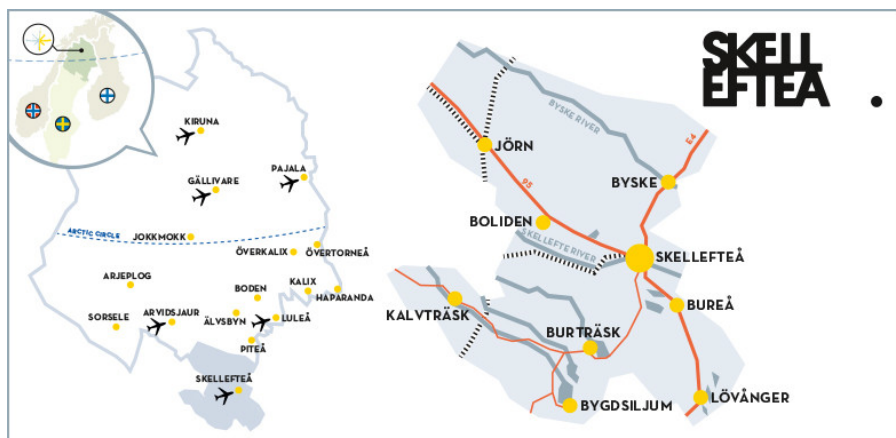 SKELL
EFTEÅ.
KIRUNA
PAJALA
GÄLLIVARE
ARCTIC CIRCLE
JOKKMOKK
ÖVERKALIX
ÖVERTORNEÅ
ARJEPLOG
BODEN
KALIX
HAPARANDA
SORSELE
ARVIDSJAUR
ÄLVSBYN
LULEÅ
PITEÅ
SKELLEFTEÅ
BYSKE RIVER
E4
JÖRN
95
BYSKE
BOLIDEN
SKELLEFTE RIVER
SKELLEFTEÅ
KALVTRÄSK
BUREÅ
BURTRÄSK
BYGDSILJUM
LÖVÅNGER